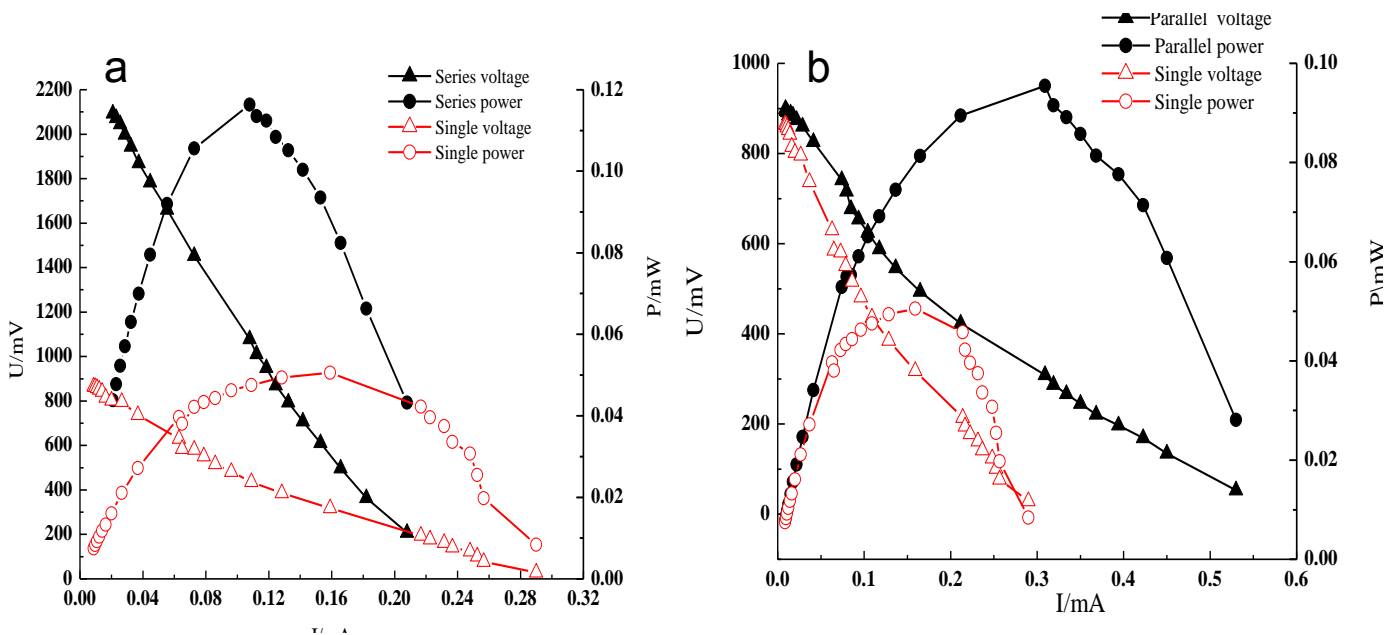 a
Series voltage
Series power
Single voltage
Single power
2200
2000
1800
1600
1400
1200
1000
800
600
400
200
0
U/mV
0.12
0.10
0.08
0.06
0.04
0.02
0.00
P/mW
0.00
0.04
0.08
0.12
0.16
0.20
0.24
0.28
0.32
I/mA
b
Parallel voltage
Parallel power
Single voltage
Single power
1000
800
600
400
200
0
U/mV
0.10
0.08
0.06
0.04
0.02
0.00
P\mW
0.0
0.1
0.2
0.3
0.4
0.5
0.6
I/mA